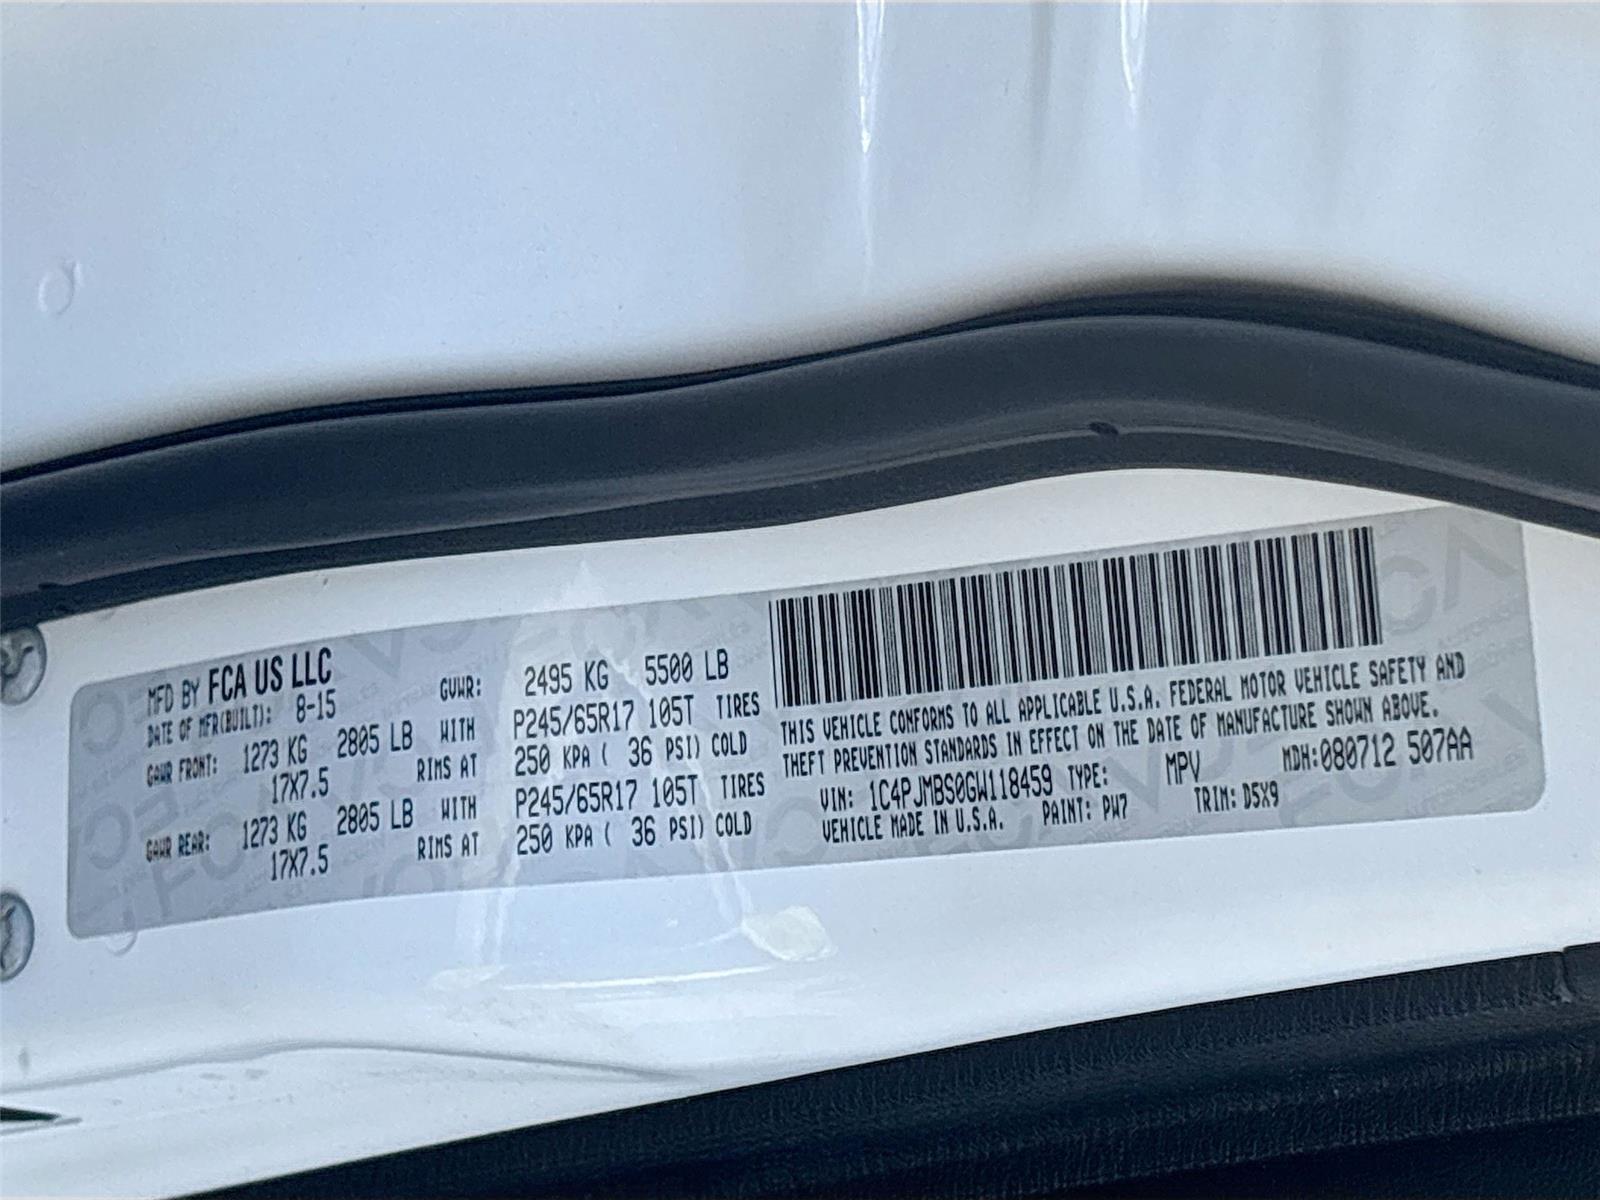 MFD BY FCA US LLC
DATE OF MFR(BUILT): 8-15 GVWR: 2495 KG 5500 LB
GAWR FRONT: 1273 KG 2805 LB WITH P245/65R17 105T TIRES
17X7.5 RIMS AT 250 KPA ( 36 PSI) COLD
GAWR REAR: 1273 KG 2805 LB WITH P245/65R17 105T TIRES
17X7.5 RIMS AT 250 KPA ( 36 PSI) COLD
THIS VEHICLE CONFORMS TO ALL APPLICABLE U.S.A. FEDERAL MOTOR VEHICLE SAFETY AND
THEFT PREVENTION STANDARDS IN EFFECT ON THE DATE OF MANUFACTURE SHOWN ABOVE.
VIN: 1C4PJMBS0GW118459 TYPE: MPV MDH:080712 507AA
VEHICLE MADE IN U.S.A. PAINT: PW7 TRIM: D5X9